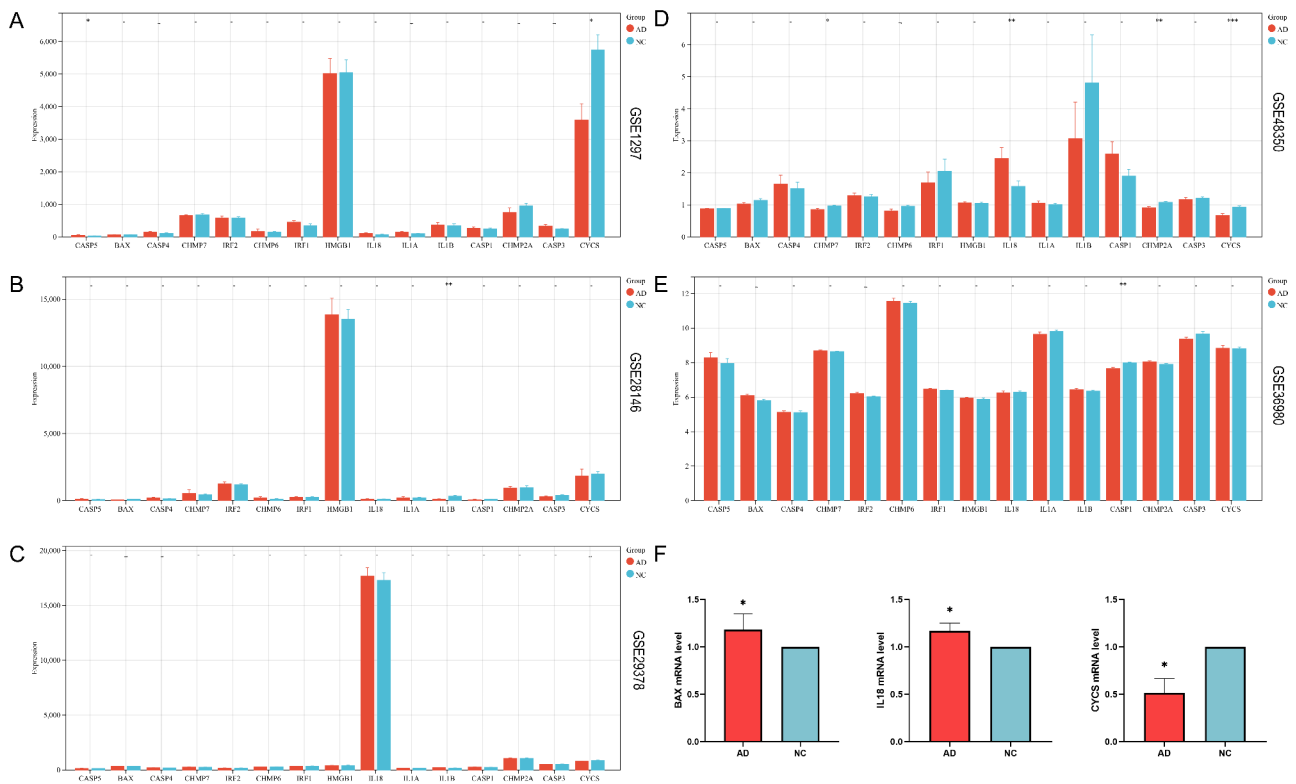 A
* - - - - - - - - - - - - - *
Group
AD
NC
Expression
6,000
5,000
4,000
3,000
2,000
1,000
0
CASP5 BAX CASP4 CHMP7 IRF2 CHMP6 IRF1 HMGB1 IL18 IL1A IL1B CASP1 CHMP2A CASP3 CYCS
GSE1297
B
- - - - - - - - - - ** - - - -
Group
AD
NC
Expression
15,000
10,000
5,000
0
CASP5 BAX CASP4 CHMP7 IRF2 CHMP6 IRF1 HMGB1 IL18 IL1A IL1B CASP1 CHMP2A CASP3 CYCS
GSE28146
C
- - - - - - - - - - - - - - -
Group
AD
NC
Expression
20,000
15,000
10,000
5,000
0
CASP5 BAX CASP4 CHMP7 IRF2 CHMP6 IRF1 HMGB1 IL18 IL1A IL1B CASP1 CHMP2A CASP3 CYCS
GSE29378
D
- - - * - - - - ** - - - ** - ***
Group
AD
NC
Expression
6
5
4
3
2
1
0
CASP5 BAX CASP4 CHMP7 IRF2 CHMP6 IRF1 HMGB1 IL18 IL1A IL1B CASP1 CHMP2A CASP3 CYCS
GSE48350
E
- - - - - - - - - - - ** - - -
Group
AD
NC
Expression
12
10
8
6
4
2
0
CASP5 BAX CASP4 CHMP7 IRF2 CHMP6 IRF1 HMGB1 IL18 IL1A IL1B CASP1 CHMP2A CASP3 CYCS
GSE36980
F
BAX mRNA level
1.5
1.0
0.5
0.0
*
AD NC
IL18 mRNA level
1.5
1.0
0.5
0.0
*
AD NC
CYCS mRNA level
1.5
1.0
0.5
0.0
*
AD NC